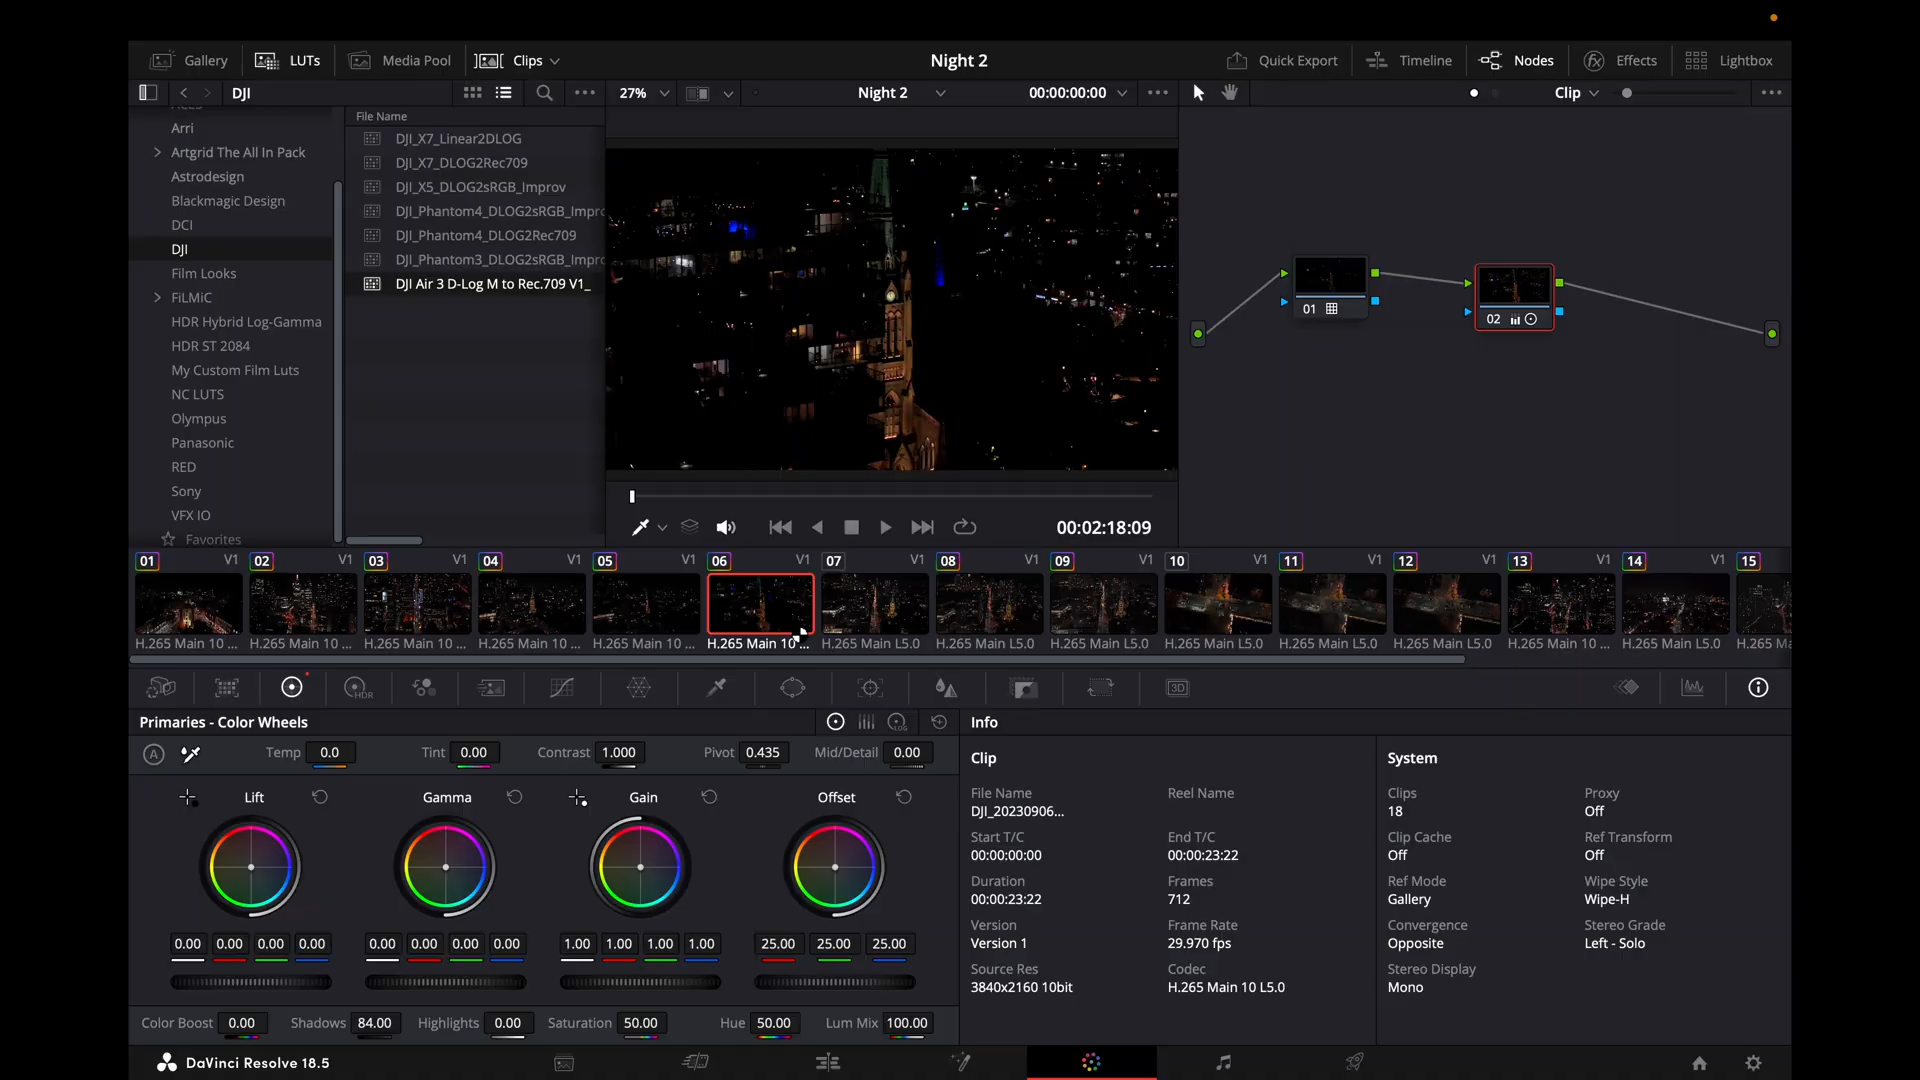 Gallery LUTs Media Pool Clips Night 2 Quick Export Timeline Nodes Effects Lightbox
DJI 27% Night 2 00:00:00:00 Clip
File Name
Arri
Artgrid The All In Pack
Astrodesign
Blackmagic Design
DCI
DJI
Film Looks
FiLMiC
HDR Hybrid Log-Gamma
HDR ST 2084
My Custom Film Luts
NC LUTS
Olympus
Panasonic
RED
Sony
VFX IO
Favorites
DJI_X7_Linear2DLOG
DJI_X7_DLOG2Rec709
DJI_X5_DLOG2sRGB_Improv
DJI_Phantom4_DLOG2sRGB_Impro
DJI_Phantom4_DLOG2Rec709
DJI_Phantom3_DLOG2sRGB_Impro
DJI Air 3 D-Log M to Rec.709 V1_
01
02
00:02:18:09
01 V1 02 V1 03 V1 04 V1 05 V1 06 V1 07 V1 08 V1 09 V1 10 V1 11 V1 12 V1 13 V1 14 V1 15
H.265 Main 10 ... H.265 Main 10 ... H.265 Main 10 ... H.265 Main 10 ... H.265 Main 10 ... H.265 Main 10 ... H.265 Main L5.0 H.265 Main L5.0 H.265 Main L5.0 H.265 Main L5.0 H.265 Main L5.0 H.265 Main L5.0 H.265 Main 10 ... H.265 Main L5.0 H.265 Ma
HDR 3D
Primaries - Color Wheels LOG
A Temp 0.0 Tint 0.00 Contrast 1.000 Pivot 0.435 Mid/Detail 0.00
Lift Gamma Gain Offset
0.00 0.00 0.00 0.00 0.00 0.00 0.00 0.00 1.00 1.00 1.00 1.00 25.00 25.00 25.00
Color Boost 0.00 Shadows 84.00 Highlights 0.00 Saturation 50.00 Hue 50.00 Lum Mix 100.00
Info
Clip
File Name Reel Name
DJI_20230906...
Start T/C End T/C
00:00:00:00 00:00:23:22
Duration Frames
00:00:23:22 712
Version Frame Rate
Version 1 29.970 fps
Source Res Codec
3840x2160 10bit H.265 Main 10 L5.0
System
Clips Proxy
18 Off
Clip Cache Ref Transform
Off Off
Ref Mode Wipe Style
Gallery Wipe-H
Convergence Stereo Grade
Opposite Left - Solo
Stereo Display
Mono
DaVinci Resolve 18.5